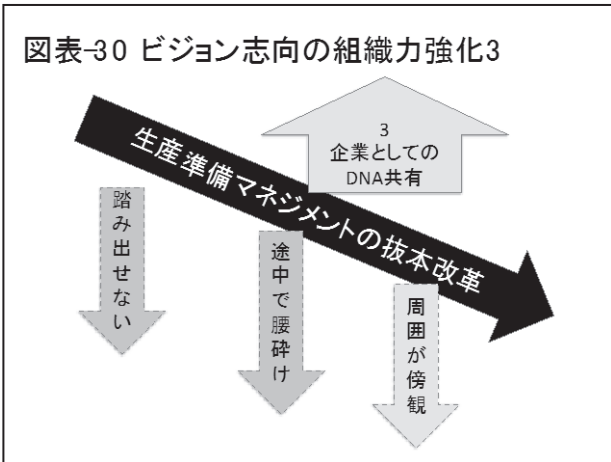 図表-30 ビジョン志向の組織力強化3
3
企業としての
DNA共有
生産準備マネジメントの抜本改革
踏み出せない
途中で腰砕け
周囲が傍観